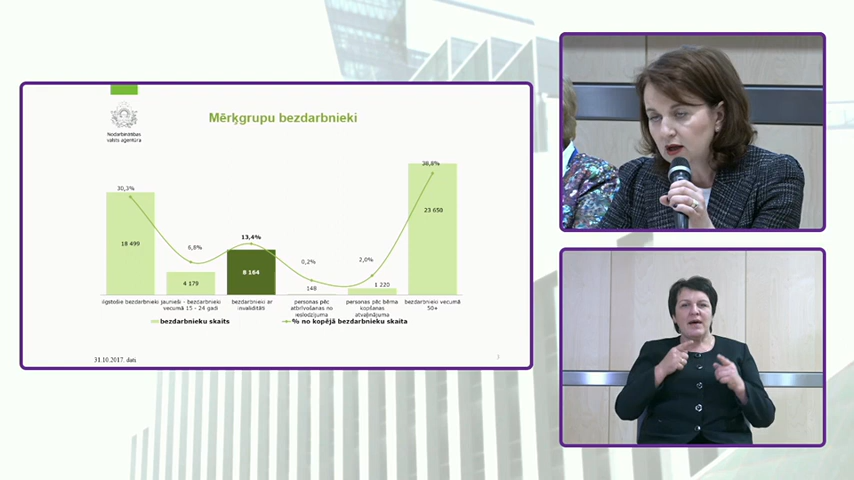 Nodarbinātības
valsts aģentūra
Mērķgrupu bezdarbnieki
30,3%
18 499
6,8%
4 179
13,4%
8 164
0,2%
148
2,0%
1 220
38,8%
23 650
ilgstošie bezdarbnieki
jaunieši - bezdarbnieki
vecumā 15 - 24 gadi
bezdarbnieki ar
invaliditāti
personas pēc
atbrīvošanas no
ieslodzījuma
personas pēc bērna
kopšanas
atvaļinājuma
bezdarbnieki vecumā
50+
bezdarbnieku skaits
% no kopējā bezdarbnieku skaita
31.10.2017. dati
3